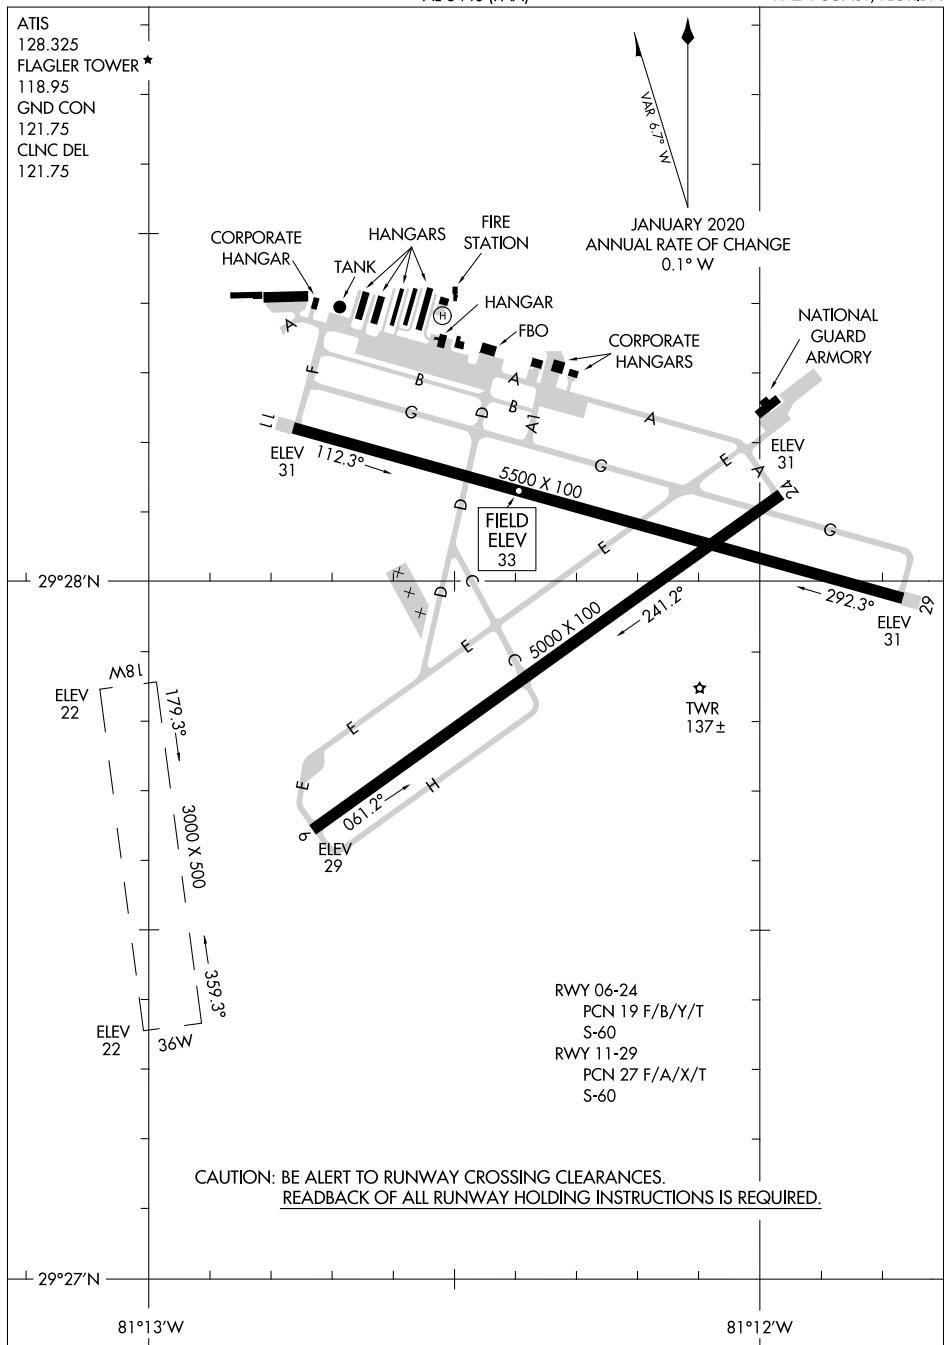 ATIS
128.325
FLAGLER TOWER
118.95
GND CON
121.75
CLNC DEL
121.75
VAR 6.7° W
JANUARY 2020
ANNUAL RATE OF CHANGE
0.1° W
CORPORATE
HANGAR
HANGARS
FIRE
STATION
TANK
H
HANGAR
FBO
CORPORATE
HANGARS
NATIONAL
GUARD
ARMORY
A
F
B
A
B
G
D
A1
A
G
E
A
G
11
ELEV
31
112.3°
5500 X 100
FIELD
ELEV
33
ELEV
31
24
D
E
C
D
29°28'N
292.3°
29
ELEV
31
241.2°
5000 X 100
E
C
TWR
137±
18W
ELEV
22
179.3°
3000 X 500
359.3°
ELEV
22
36W
E
E
H
061.2°
6
ELEV
29
RWY 06-24
PCN 19 F/B/Y/T
S-60
RWY 11-29
PCN 27 F/A/X/T
S-60
CAUTION: BE ALERT TO RUNWAY CROSSING CLEARANCES.
READBACK OF ALL RUNWAY HOLDING INSTRUCTIONS IS REQUIRED.
29°27'N
81°13'W
81°12'W